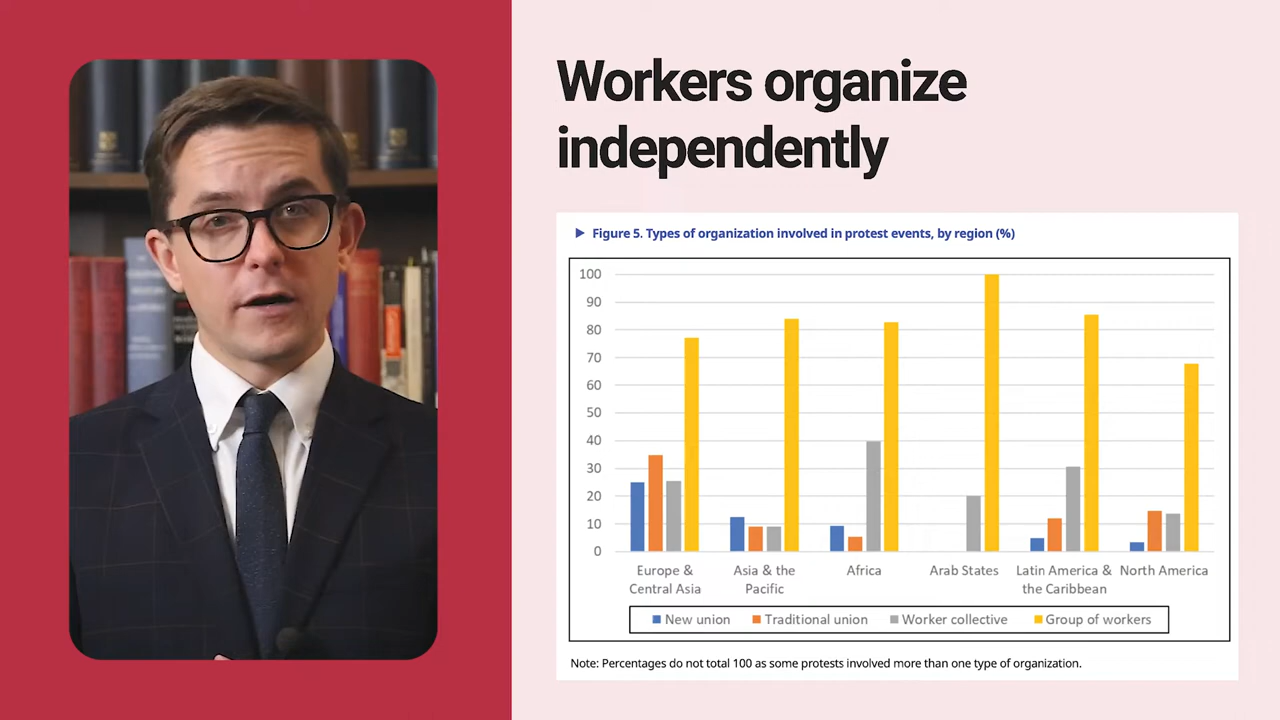 Workers organize
independently
▶ Figure 5. Types of organization involved in protest events, by region (%)
100
90
80
70
60
50
40
30
20
10
0
Europe & Central Asia
Asia & the Pacific
Africa
Arab States
Latin America & the Caribbean
North America
New union Traditional union Worker collective Group of workers
Note: Percentages do not total 100 as some protests involved more than one type of organization.